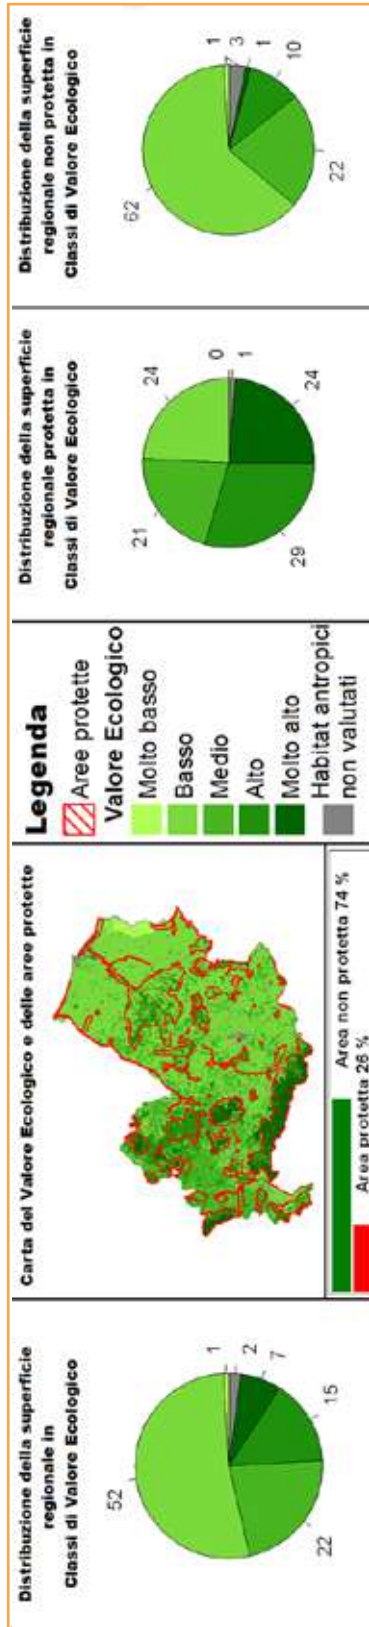 Distribuzione della superficie
regionale in
Classi di Valore Ecologico
52
1
2
7
15
22
Carta del Valore Ecologico e delle aree protette
Area non protetta 74 %
Area protetta 26 %
Legenda
Aree protette
Valore Ecologico
Molto basso
Basso
Medio
Alto
Molto alto
Habitat antropici
non valutati
Distribuzione della superficie
regionale protetta in
Classi di Valore Ecologico
24
0
1
24
29
21
Distribuzione della superficie
regionale non protetta in
Classi di Valore Ecologico
62
1
3
1
10
22